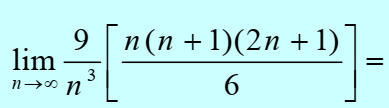 lim n→∞ 9/n³ [ n(n + 1)(2n + 1)/6 ] =